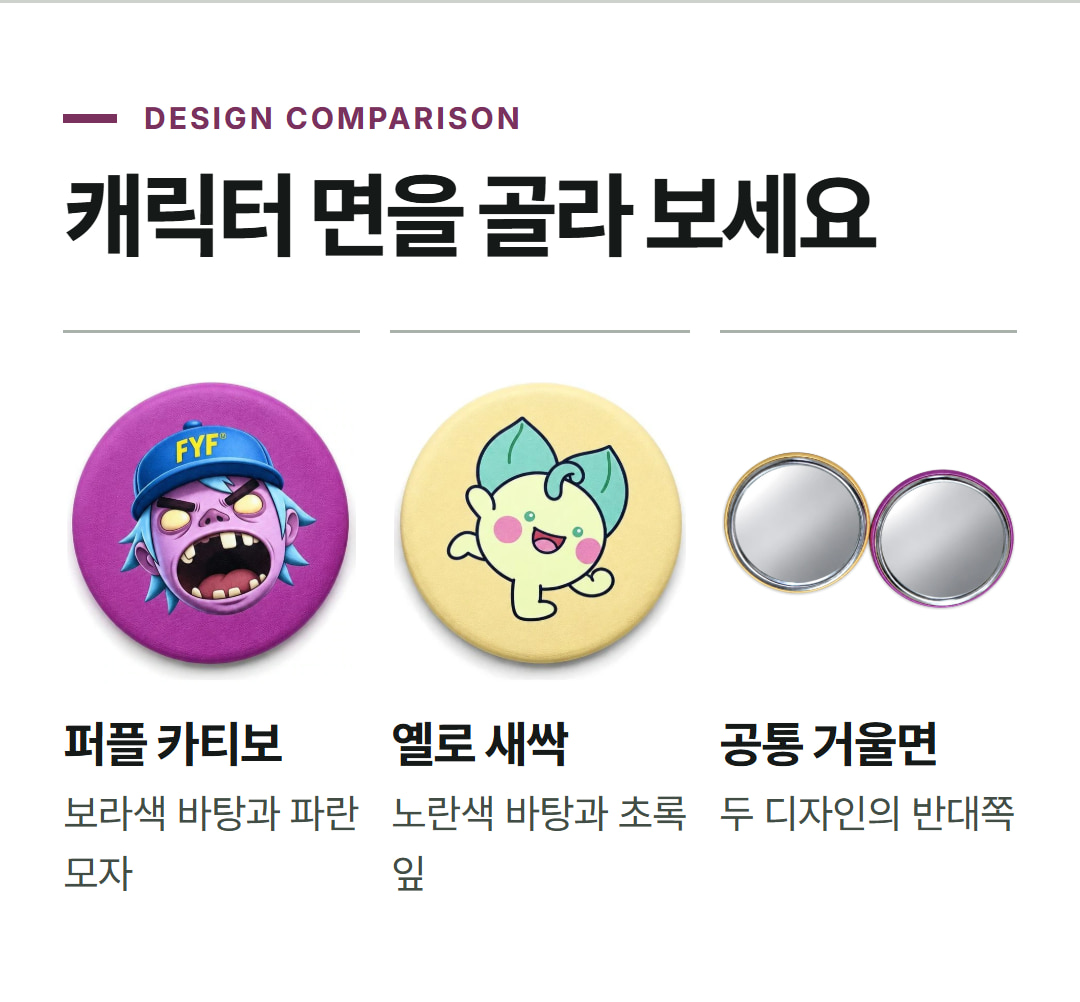 DESIGN COMPARISON
캐릭터 면을 골라 보세요
FYF®
퍼플 카티보
보라색 바탕과 파란
모자
옐로 새싹
노란색 바탕과 초록
잎
공통 거울면
두 디자인의 반대쪽